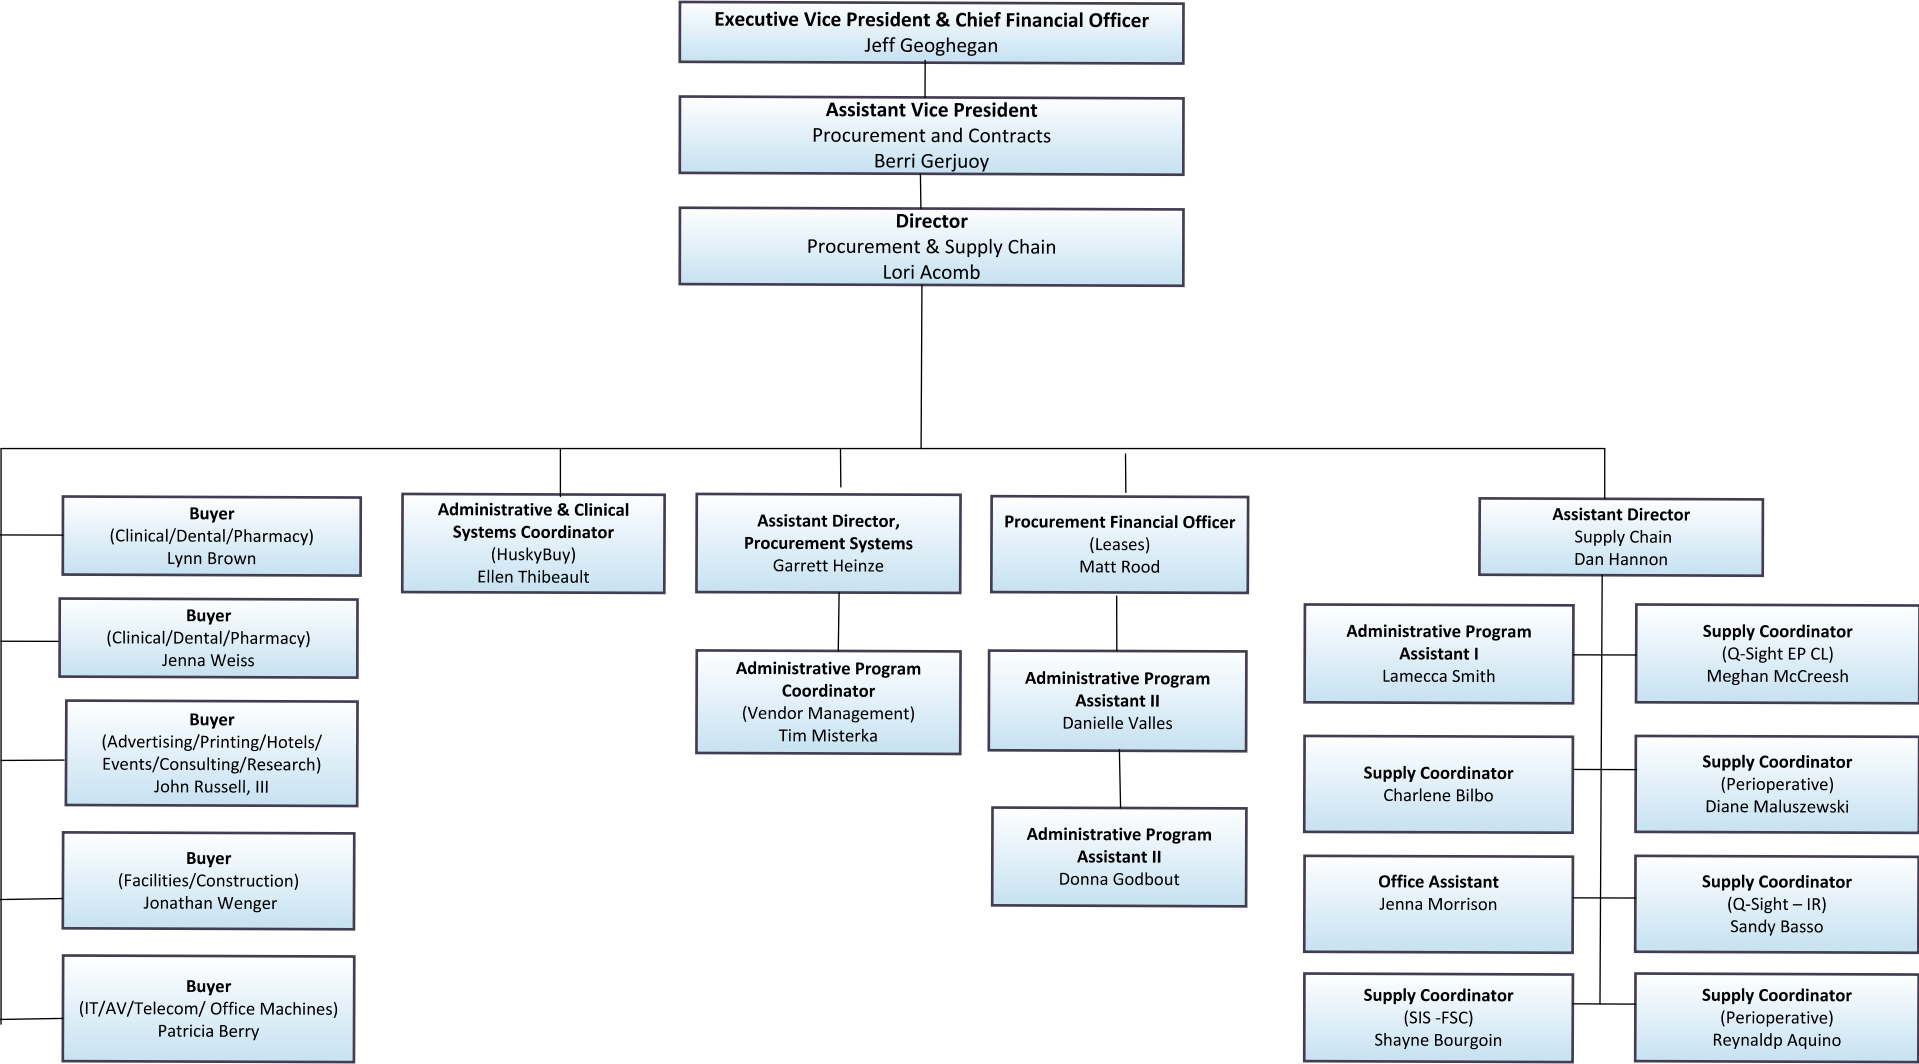 Executive Vice President & Chief Financial Officer
Jeff Geoghegan
Assistant Vice President
Procurement and Contracts
Berri Gerjuoy
Director
Procurement & Supply Chain
Lori Acomb
Buyer
(Clinical/Dental/Pharmacy)
Lynn Brown
Buyer
(Clinical/Dental/Pharmacy)
Jenna Weiss
Buyer
(Advertising/Printing/Hotels/
Events/Consulting/Research)
John Russell, III
Buyer
(Facilities/Construction)
Jonathan Wenger
Buyer
(IT/AV/Telecom/ Office Machines)
Patricia Berry
Administrative & Clinical
Systems Coordinator
(HuskyBuy)
Ellen Thibeault
Assistant Director,
Procurement Systems
Garrett Heinze
Administrative Program
Coordinator
(Vendor Management)
Tim Misterka
Procurement Financial Officer
(Leases)
Matt Rood
Administrative Program
Assistant II
Danielle Valles
Administrative Program
Assistant II
Donna Godbout
Assistant Director
Supply Chain
Dan Hannon
Administrative Program
Assistant I
Lamecca Smith
Supply Coordinator
(Q-Sight EP CL)
Meghan McCreesh
Supply Coordinator
Charlene Bilbo
Supply Coordinator
(Perioperative)
Diane Maluszewski
Office Assistant
Jenna Morrison
Supply Coordinator
(Q-Sight – IR)
Sandy Basso
Supply Coordinator
(SIS -FSC)
Shayne Bourgoin
Supply Coordinator
(Perioperative)
Reynaldp Aquino